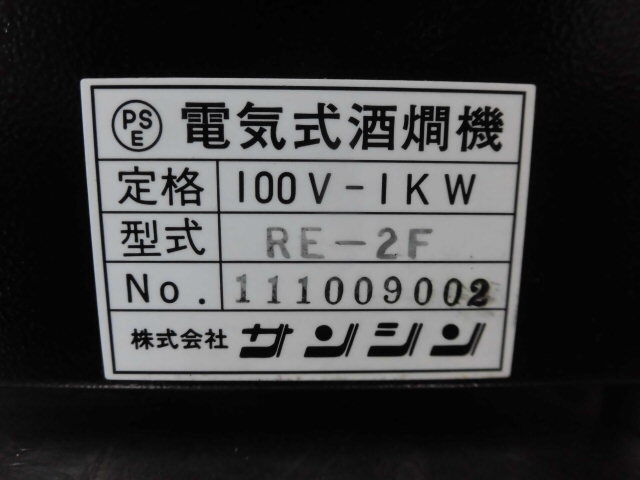 PSE 電気式酒燗機
定格 100V-1KW
型式 RE-2F
No. 111009002
株式会社 サンシン